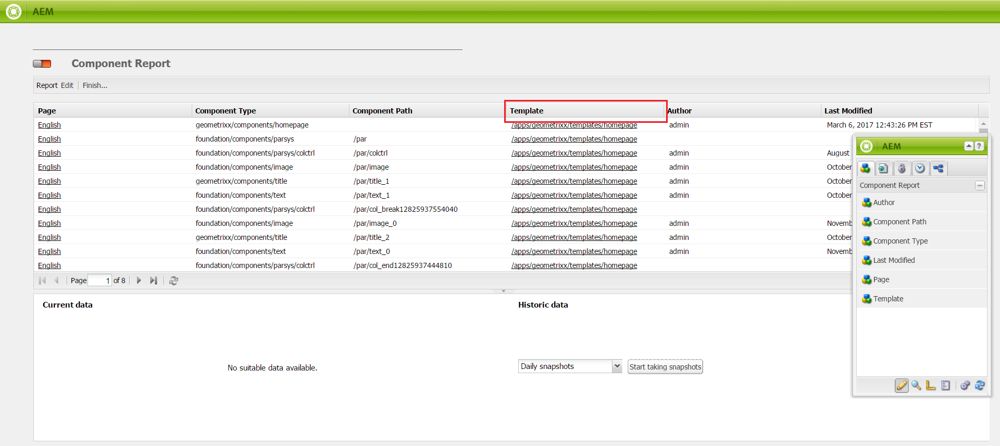 AEM
Component Report
Report Edit Finish...
Page Component Type Component Path Template Author Last Modified
English geometrixx/components/homepage /apps/geometrixx/templates/homepage admin March 6, 2017 12:43:26 PM EST
English foundation/components/parsys /par /apps/geometrixx/templates/homepage
English foundation/components/parsys/colctrl /par/colctrl /apps/geometrixx/templates/homepage admin August
English foundation/components/image /par/image /apps/geometrixx/templates/homepage admin October
English geometrixx/components/title /par/title_1 /apps/geometrixx/templates/homepage admin October
English foundation/components/text /par/text_1 /apps/geometrixx/templates/homepage admin October
English foundation/components/parsys/colctrl /par/col_break12825937554040 /apps/geometrixx/templates/homepage
English foundation/components/image /par/image_0 /apps/geometrixx/templates/homepage admin Novemb
English geometrixx/components/title /par/title_2 /apps/geometrixx/templates/homepage admin October
English foundation/components/text /par/text_0 /apps/geometrixx/templates/homepage admin Novemb
English foundation/components/parsys/colctrl /par/col_end12825937444810 /apps/geometrixx/templates/homepage
Page 1 of 8
Current data
No suitable data available.
Historic data
Daily snapshots Start taking snapshots
AEM ?
Component Report
Author
Component Path
Component Type
Last Modified
Page
Template